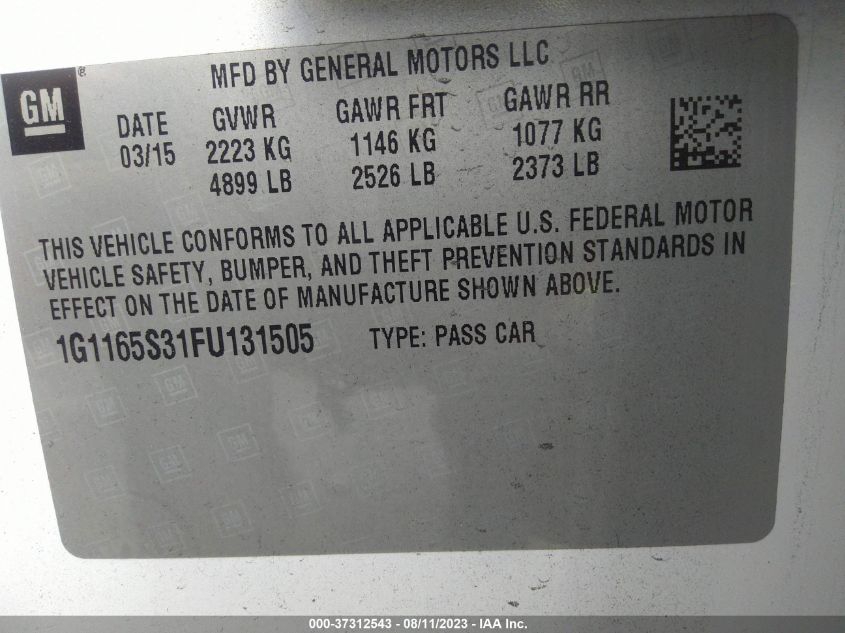 MFD BY GENERAL MOTORS LLC
GM®
DATE GVWR GAWR FRT GAWR RR
03/15 2223 KG 1146 KG 1077 KG
4899 LB 2526 LB 2373 LB
THIS VEHICLE CONFORMS TO ALL APPLICABLE U.S. FEDERAL MOTOR
VEHICLE SAFETY, BUMPER, AND THEFT PREVENTION STANDARDS IN
EFFECT ON THE DATE OF MANUFACTURE SHOWN ABOVE.
1G1165S31FU131505 TYPE: PASS CAR
000-37312543 - 08/11/2023 - IAA Inc.